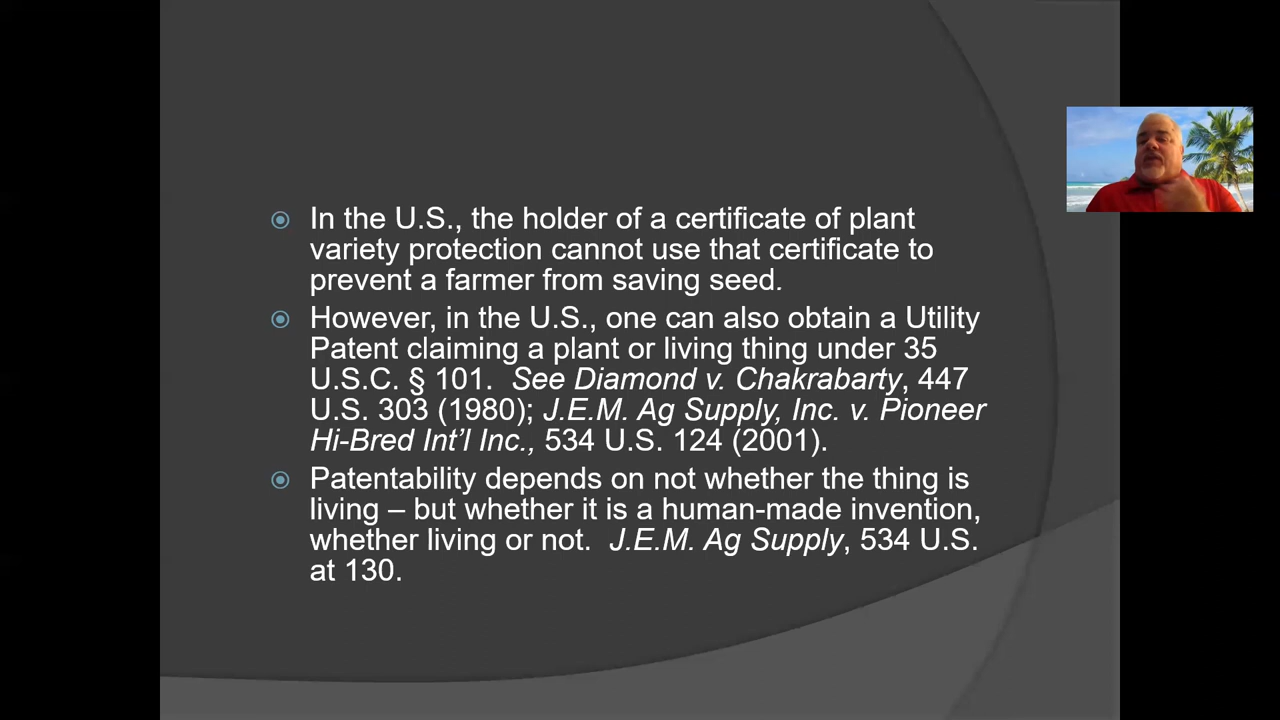 In the U.S., the holder of a certificate of plant
variety protection cannot use that certificate to
prevent a farmer from saving seed.
However, in the U.S., one can also obtain a Utility
Patent claiming a plant or living thing under 35
U.S.C. § 101.  See Diamond v. Chakrabarty, 447
U.S. 303 (1980); J.E.M. Ag Supply, Inc. v. Pioneer
Hi-Bred Int’l Inc., 534 U.S. 124 (2001).
Patentability depends on not whether the thing is
living – but whether it is a human-made invention,
whether living or not.  J.E.M. Ag Supply, 534 U.S.
at 130.